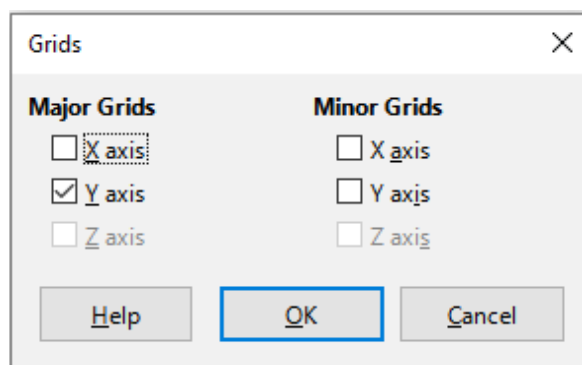 Grids
Major Grids
X axis
Y axis
Z axis
Minor Grids
X axis
Y axis
Z axis
Help
OK
Cancel